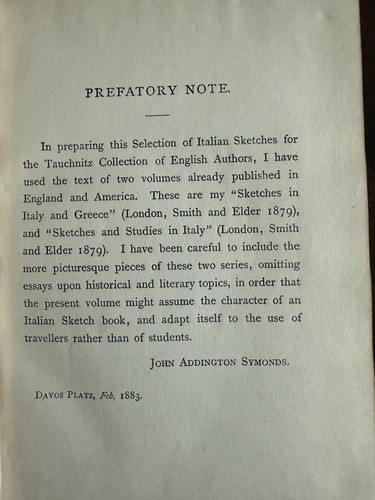 PREFATORY NOTE.
In preparing this Selection of Italian Sketches for
the Tauchnitz Collection of English Authors, I have
used the text of two volumes already published in
England and America. These are my “Sketches in
Italy and Greece” (London, Smith and Elder 1879),
and “Sketches and Studies in Italy” (London, Smith
and Elder 1879). I have been careful to include the
more picturesque pieces of these two series, omitting
essays upon historical and literary topics, in order that
the present volume might assume the character of an
Italian Sketch book, and adapt itself to the use of
travellers rather than of students.
JOHN ADDINGTON SYMONDS.
DAVOS PLATZ, Feb. 1883.